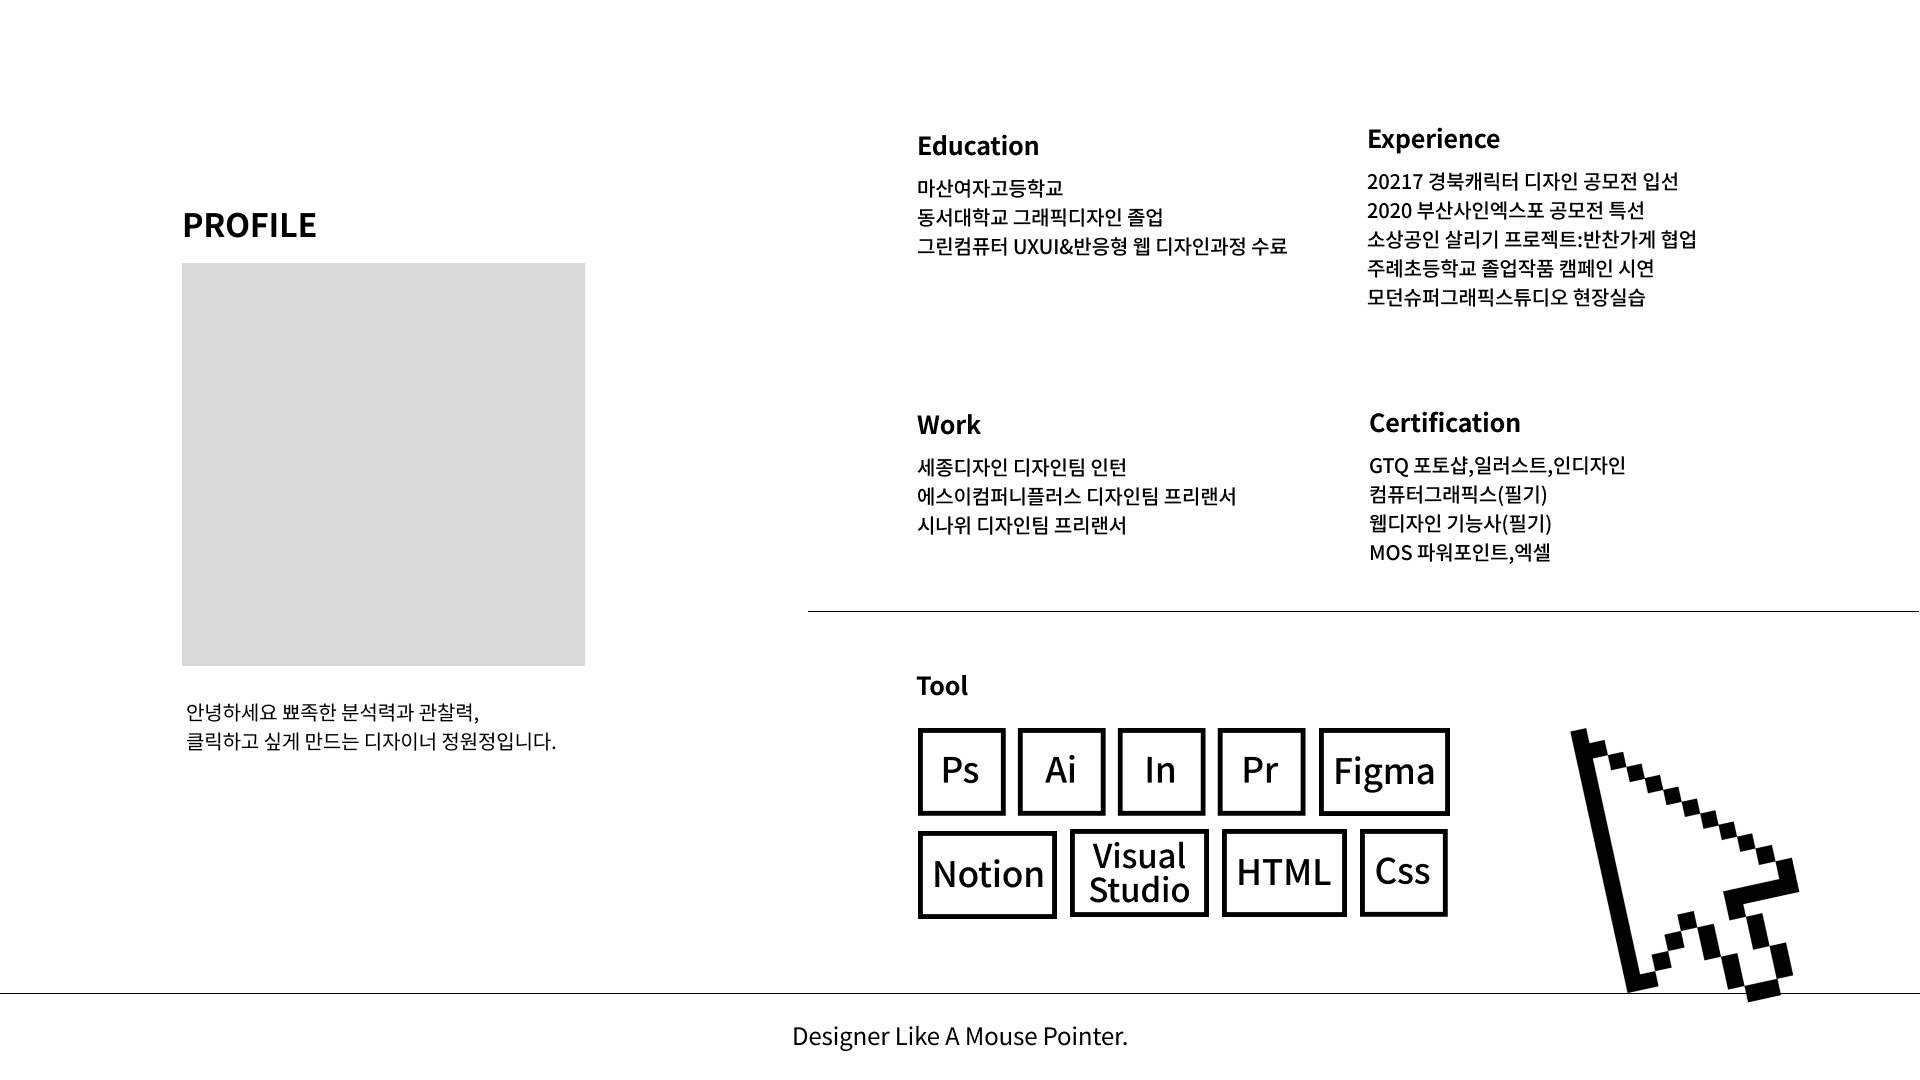 PROFILE
안녕하세요 뾰족한 분석력과 관찰력,
클릭하고 싶게 만드는 디자이너 정원정입니다.
Education
마산여자고등학교
동서대학교 그래픽디자인 졸업
그린컴퓨터 UXUI&반응형 웹 디자인과정 수료
Experience
20217 경북캐릭터 디자인 공모전 입선
2020 부산사인엑스포 공모전 특선
소상공인 살리기 프로젝트:반찬가게 협업
주례초등학교 졸업작품 캠페인 시연
모던슈퍼그래픽스튜디오 현장실습
Work
세종디자인 디자인팀 인턴
에스이컴퍼니플러스 디자인팀 프리랜서
시나위 디자인팀 프리랜서
Certification
GTQ 포토샵,일러스트,인디자인
컴퓨터그래픽스(필기)
웹디자인 기능사(필기)
MOS 파워포인트,엑셀
Tool
Ps
Ai
In
Pr
Figma
Notion
Visual
Studio
HTML
Css
Designer Like A Mouse Pointer.